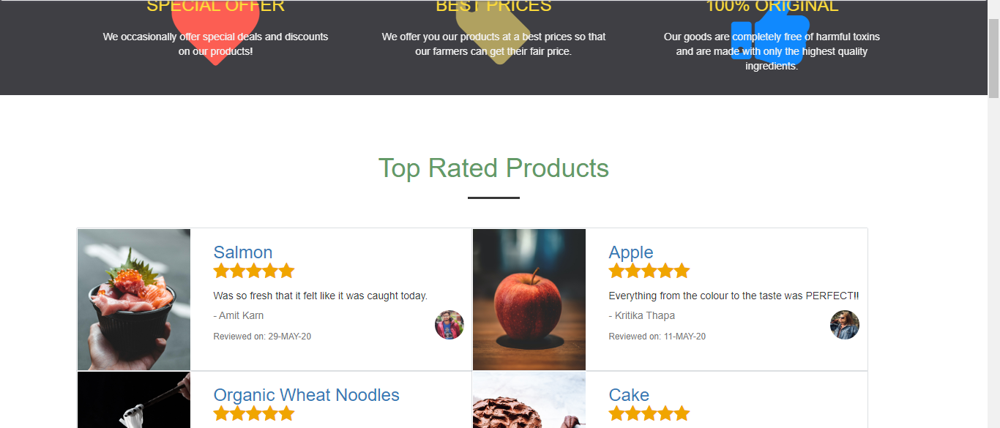 SPECIAL OFFER
We occasionally offer special deals and discounts
on our products!
BEST PRICES
We offer you our products at a best prices so that
our farmers can get their fair price.
100% ORIGINAL
Our goods are completely free of harmful toxins
and are made with only the highest quality
ingredients.
Top Rated Products
Salmon
Was so fresh that it felt like it was caught today.
- Amit Karn
Reviewed on: 29-MAY-20
Apple
Everything from the colour to the taste was PERFECT!!
- Kritika Thapa
Reviewed on: 11-MAY-20
Organic Wheat Noodles
Cake